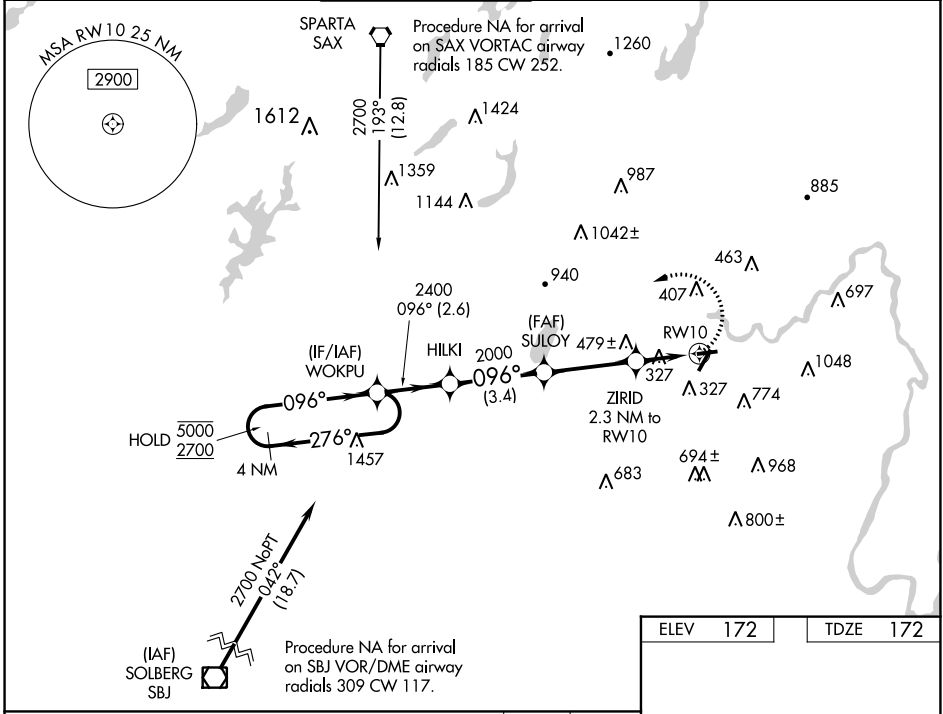 MSA RW10 25 NM
2900
SPARTA
SAX
Procedure NA for arrival
on SAX VORTAC airway
radials 185 CW 252.
1260
1612
2700
193°
(12.8)
1424
1359
1144
987
885
1042±
463
940
407
697
2400
096° (2.6)
(IF/IAF)
WOKPU
HILKI
(FAF)
SULOY
2000
096°
(3.4)
479±
RW10
327
1048
ZIRID
2.3 NM to
RW10
327
774
096°
HOLD 5000
2700
276°
4 NM
1457
683
694±
968
800±
2700 NoPT
042°
(18.7)
(IAF)
SOLBERG
SBJ
Procedure NA for arrival
on SBJ VOR/DME airway
radials 309 CW 117.
ELEV 172
TDZE 172